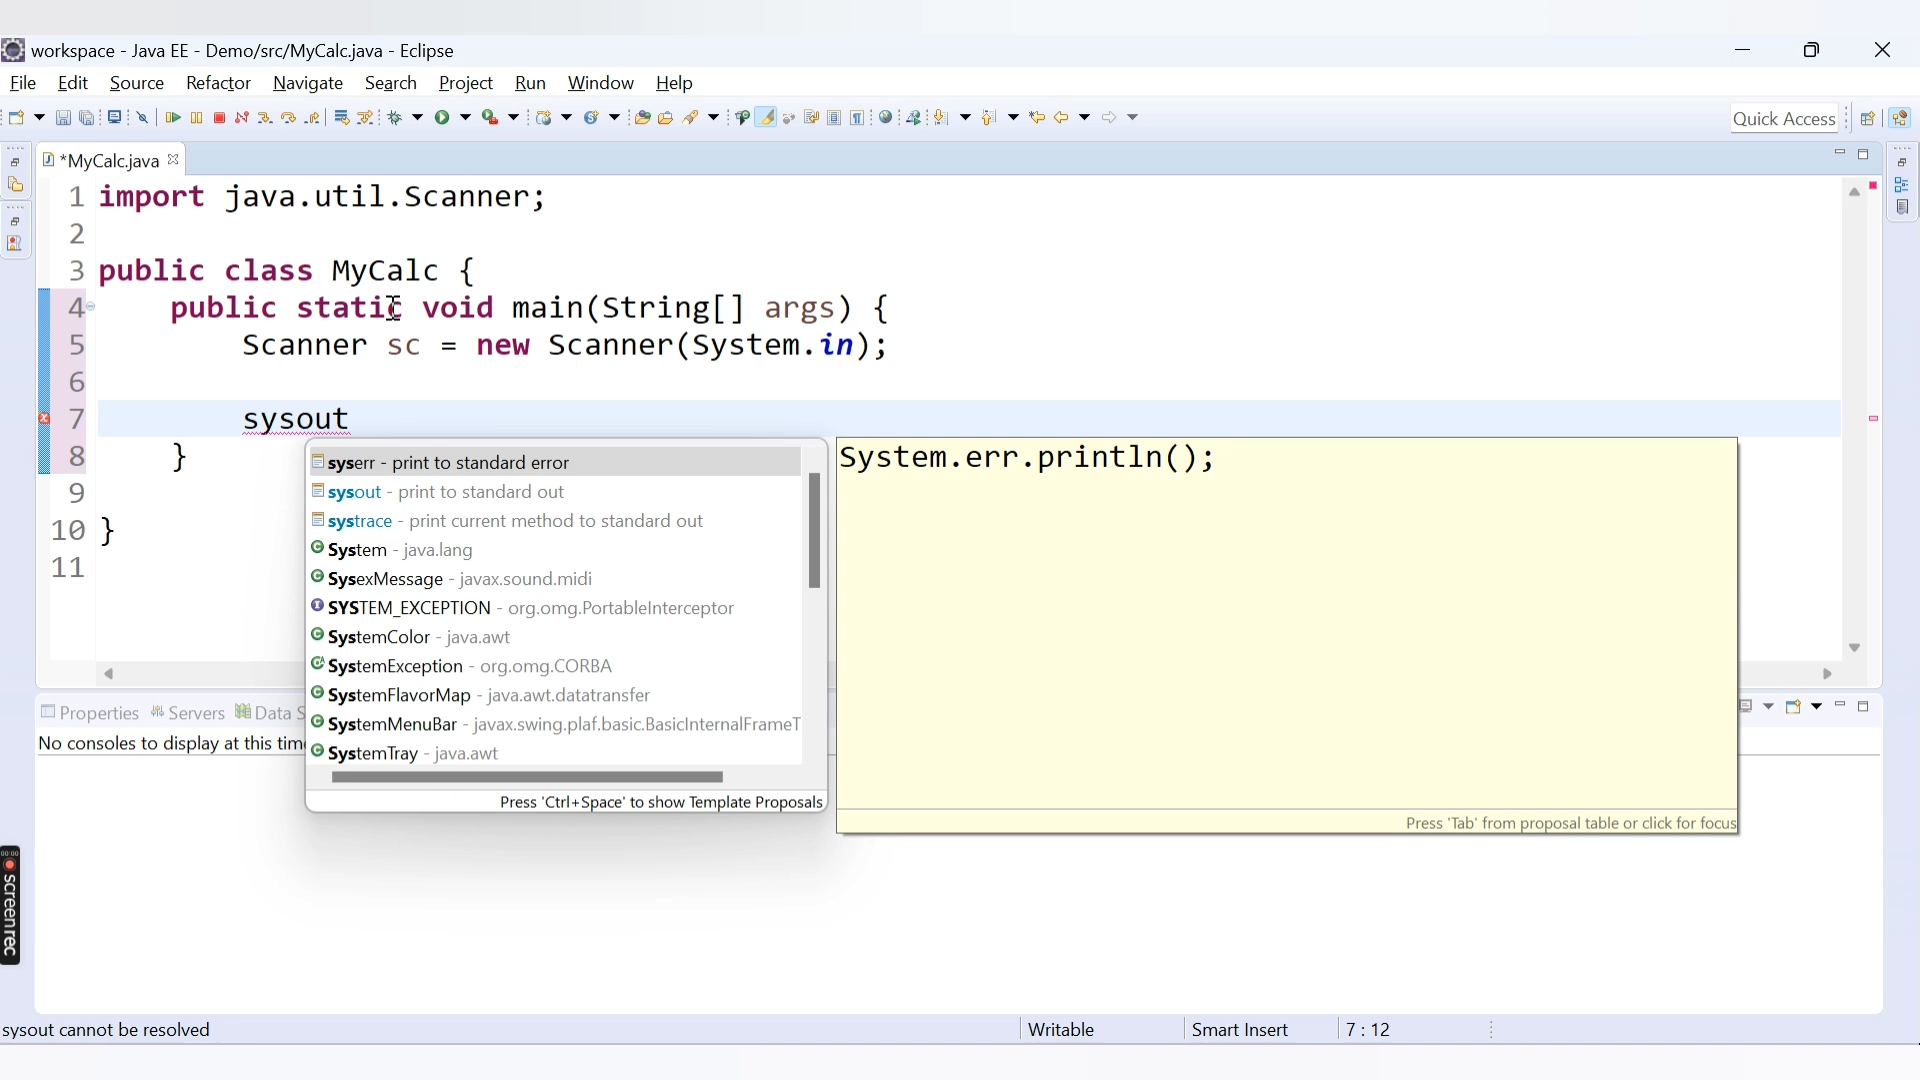 workspace - Java EE - Demo/src/MyCalc.java - Eclipse
File Edit Source Refactor Navigate Search Project Run Window Help
Quick Access
*MyCalc.java
1 import java.util.Scanner;
2
3 public class MyCalc {
4 public static void main(String[] args) {
5 Scanner sc = new Scanner(System.in);
6
7 sysout
8 }
9
10 }
11
syserr - print to standard error
sysout - print to standard out
systrace - print current method to standard out
System - java.lang
SysexMessage - javax.sound.midi
SYSTEM_EXCEPTION - org.omg.PortableInterceptor
SystemColor - java.awt
SystemException - org.omg.CORBA
SystemFlavorMap - java.awt.datatransfer
SystemMenuBar - javax.swing.plaf.basic.BasicInternalFrameT
SystemTray - java.awt
Press 'Ctrl+Space' to show Template Proposals
System.err.println();
Press 'Tab' from proposal table or click for focus
Properties Servers Data S
No consoles to display at this time
00:00
screenrec
sysout cannot be resolved
Writable Smart Insert 7 : 12